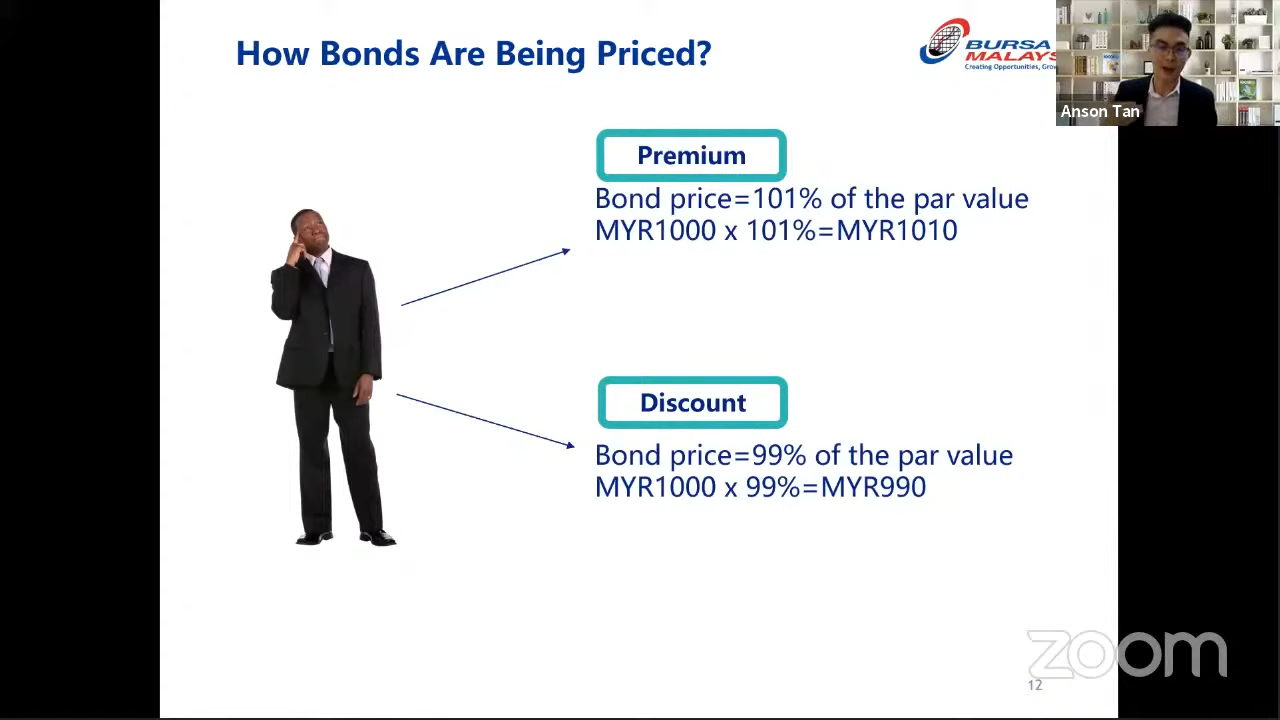 How Bonds Are Being Priced?
BURSA
MALAYS
Creating Opportunities, Grow
Anson Tan
Premium
Bond price=101% of the par value
MYR1000 x 101%=MYR1010
Discount
Bond price=99% of the par value
MYR1000 x 99%=MYR990
zoom
12